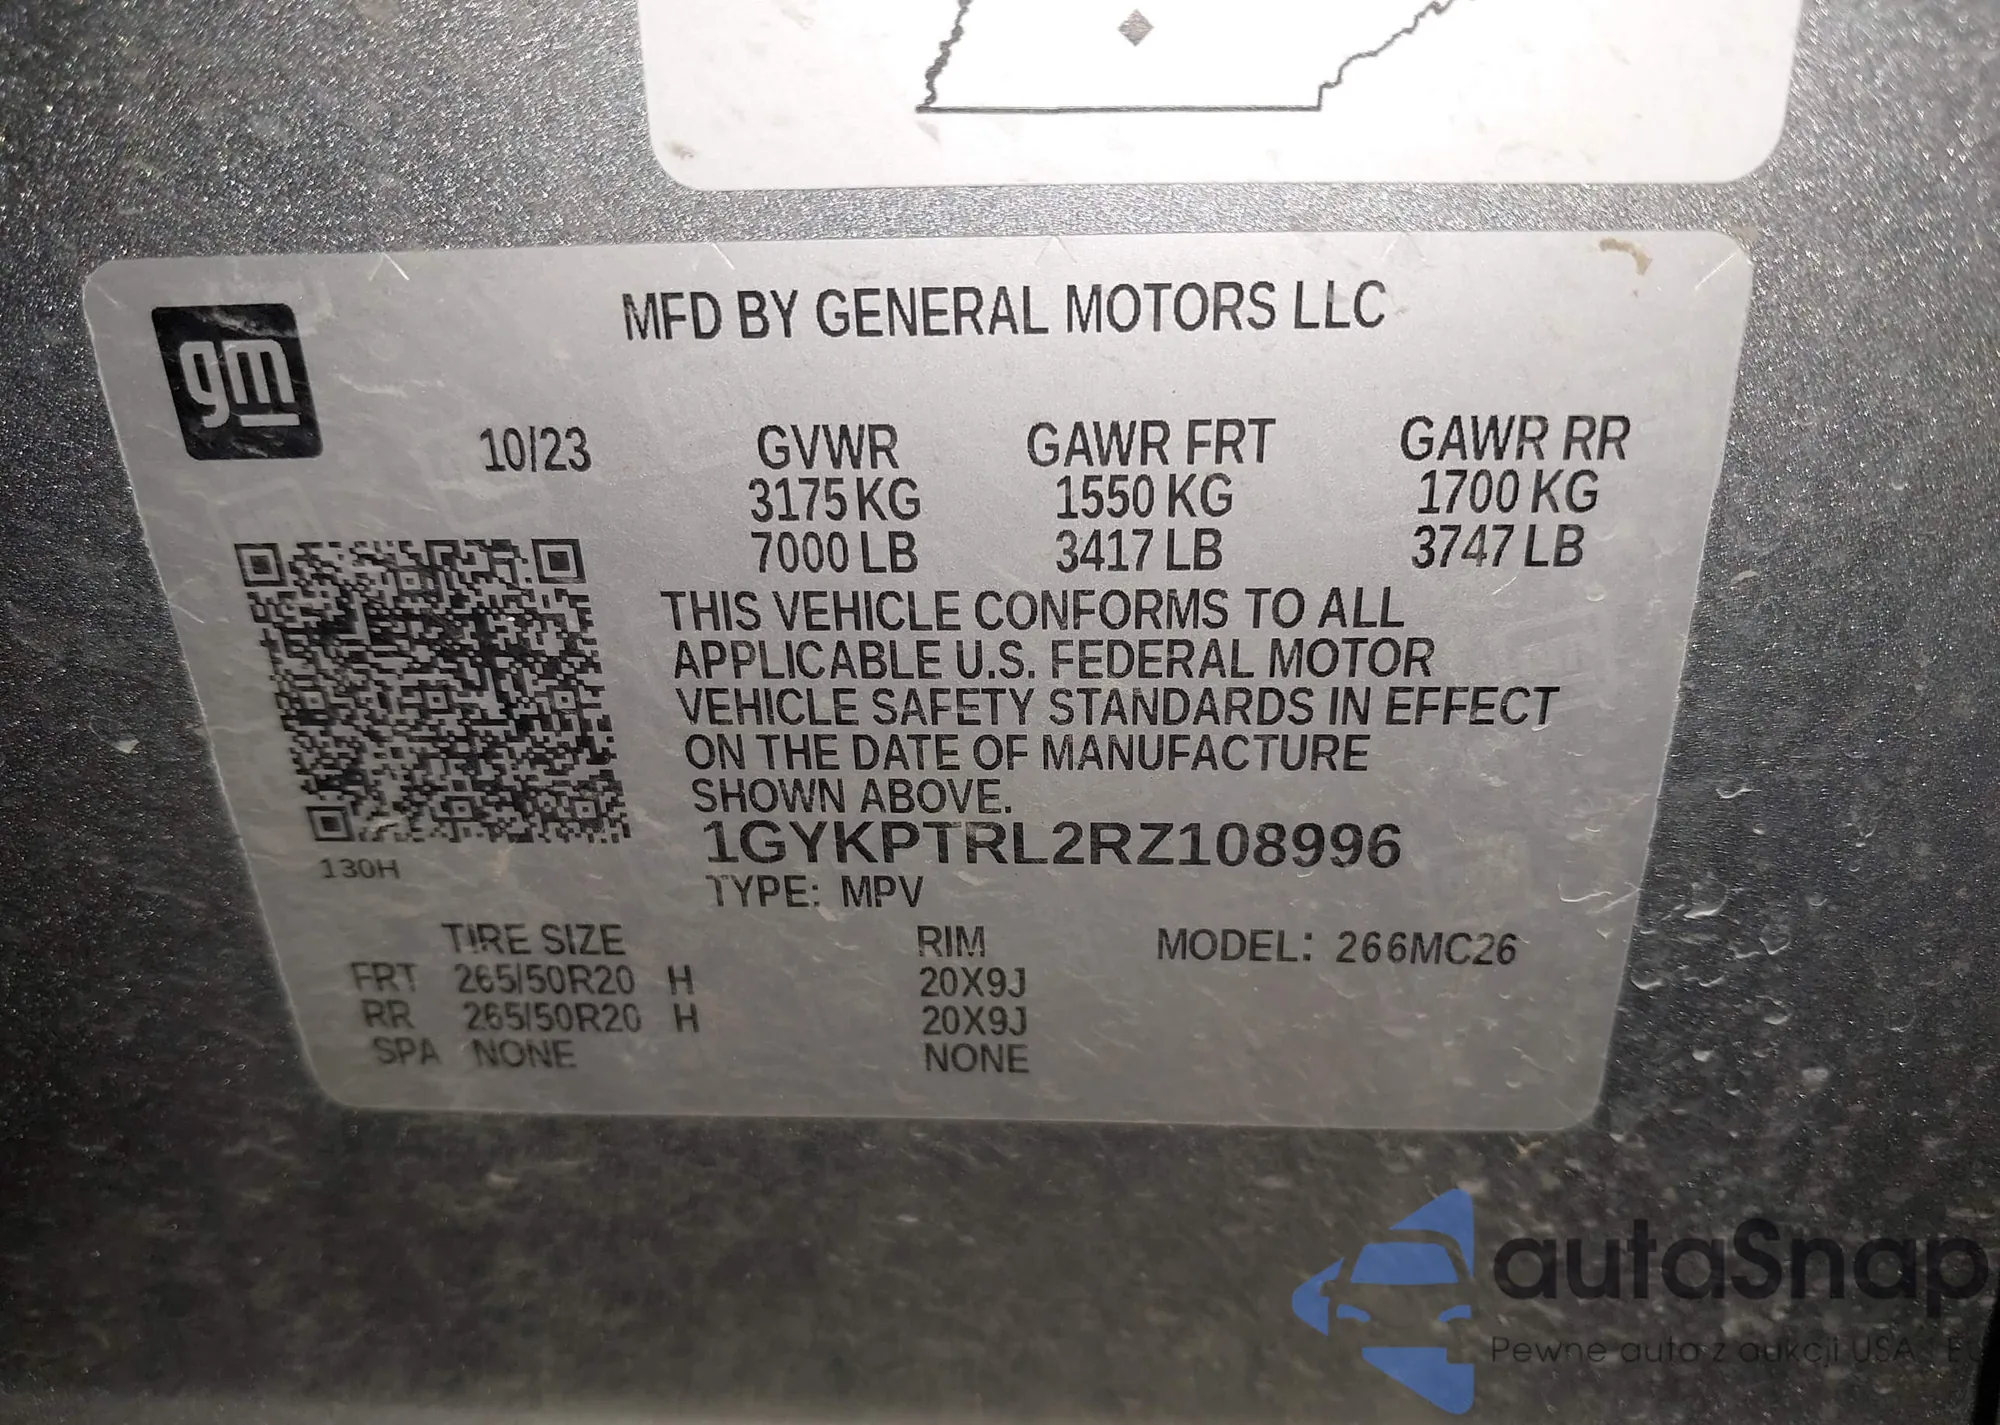 MFD BY GENERAL MOTORS LLC
gm
10/23 GVWR GAWR FRT GAWR RR
3175 KG 1550 KG 1700 KG
7000 LB 3417 LB 3747 LB
THIS VEHICLE CONFORMS TO ALL
APPLICABLE U.S. FEDERAL MOTOR
VEHICLE SAFETY STANDARDS IN EFFECT
ON THE DATE OF MANUFACTURE
SHOWN ABOVE.
1GYKPTRL2RZ108996
130H
TYPE: MPV
TIRE SIZE RIM MODEL: 266MC26
FRT 265/50R20 H 20X9J
RR 265/50R20 H 20X9J
SPA NONE NONE
autaSnap
Pewne auta z aukcji USA